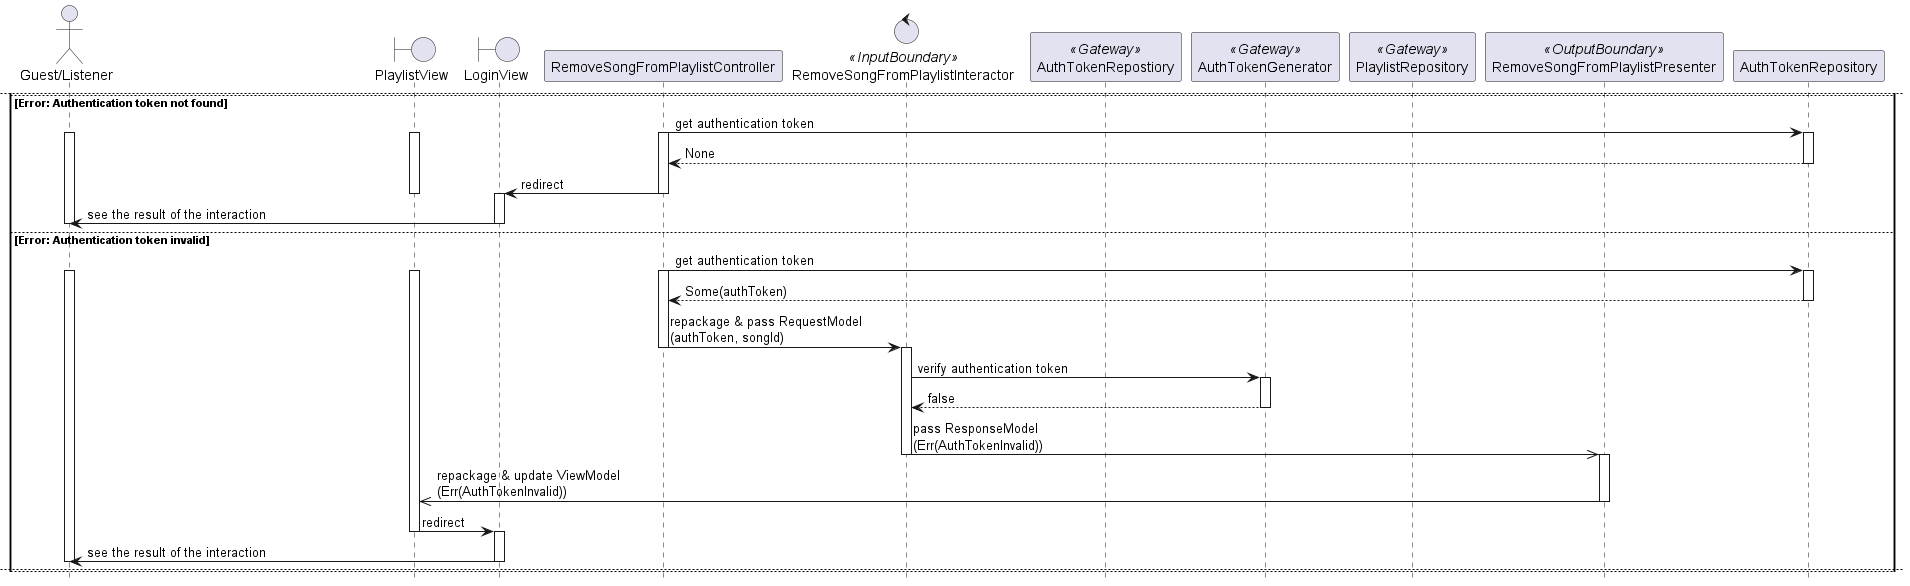 Guest/Listener
PlaylistView
LoginView
RemoveSongFromPlaylistController
«InputBoundary»
RemoveSongFromPlaylistInteractor
«Gateway»
AuthTokenRepostiory
«Gateway»
AuthTokenGenerator
«Gateway»
PlaylistRepository
«OutputBoundary»
RemoveSongFromPlaylistPresenter
AuthTokenRepository
[Error: Authentication token not found]
get authentication token
None
redirect
see the result of the interaction
[Error: Authentication token invalid]
get authentication token
Some(authToken)
repackage & pass RequestModel
(authToken, songId)
verify authentication token
false
pass ResponseModel
(Err(AuthTokenInvalid))
repackage & update ViewModel
(Err(AuthTokenInvalid))
redirect
see the result of the interaction